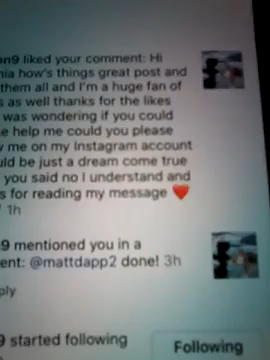 on9 liked your comment: Hi
nia how's things great post and
them all and I'm a huge fan of
s as well thanks for the likes
was wondering if you could
e help me could you please
w me on my Instagram account
uld be just a dream come true
you said no I understand and
s for reading my message ❤️
1h
9 mentioned you in a
ent: @mattdapp2 done! 3h
ply
9 started following
Following